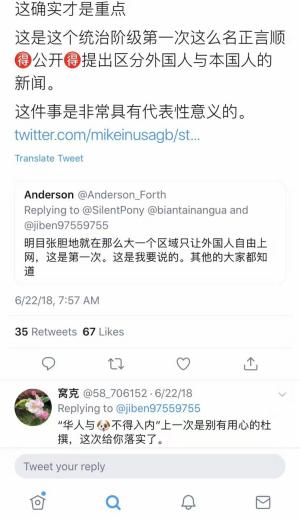 这确实才是重点
这是这个统治阶级第一次这么名正言顺
🉐公开🉐提出区分外国人与本国人的
新闻。
这件事是非常具有代表性意义的。
twitter.com/mikeinusagb/st...
Translate Tweet
Anderson @Anderson_Forth
Replying to @SilentPony @biantainangua and
@jiben97559755
明目张胆地就在那么大一个区域只让外国人自由上
网，这是第一次。这是我要说的。其他的大家都知
道
6/22/18, 7:57 AM
35 Retweets 67 Likes
窝克 @58_706152 · 6/22/18
Replying to @jiben97559755
“华人与🐶不得入内”上一次是别有用心的杜
撰，这次给你落实了。
Tweet your reply